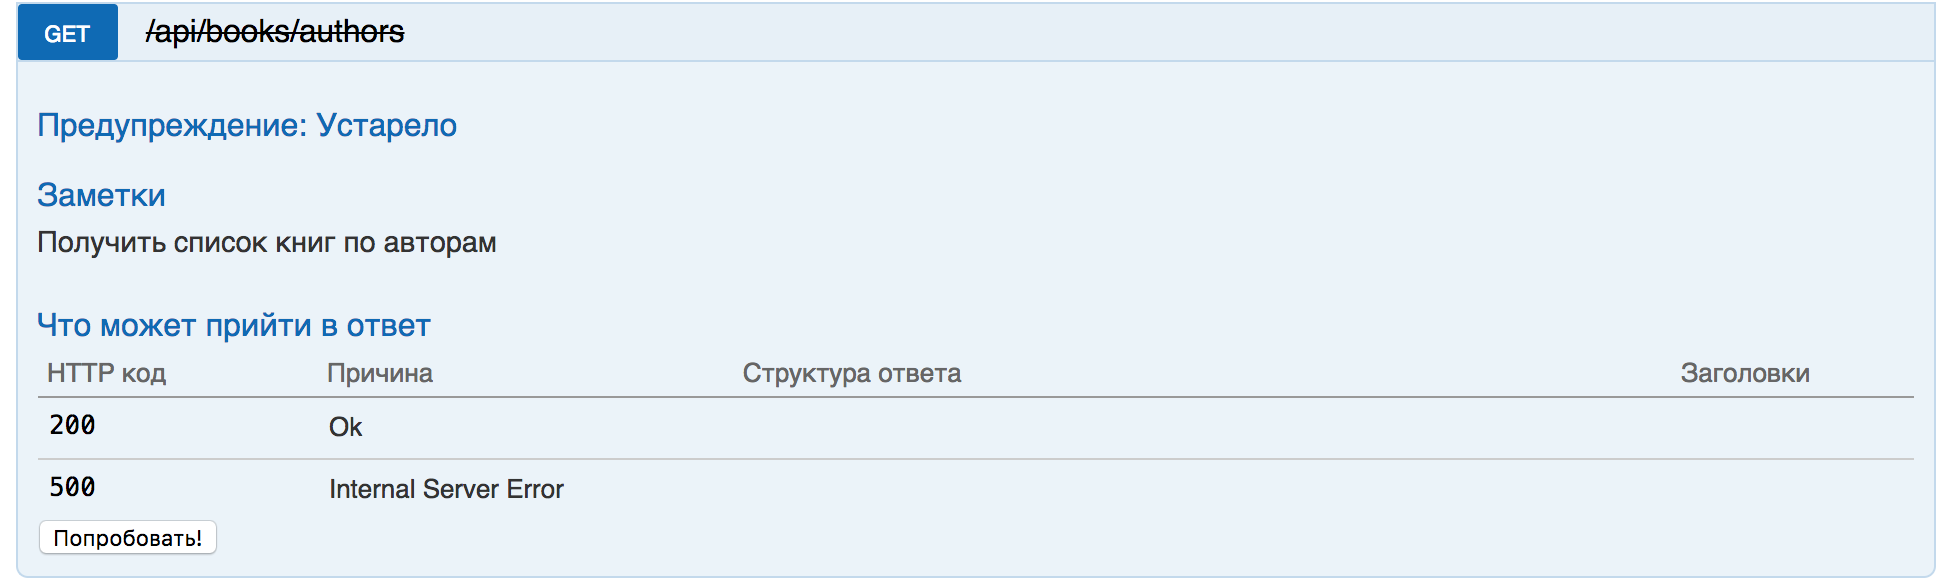 GET /api/books/authors
Предупреждение: Устарело
Заметки
Получить список книг по авторам
Что может прийти в ответ
HTTP код Причина Структура ответа Заголовки
200 Ok
500 Internal Server Error
Попробовать!